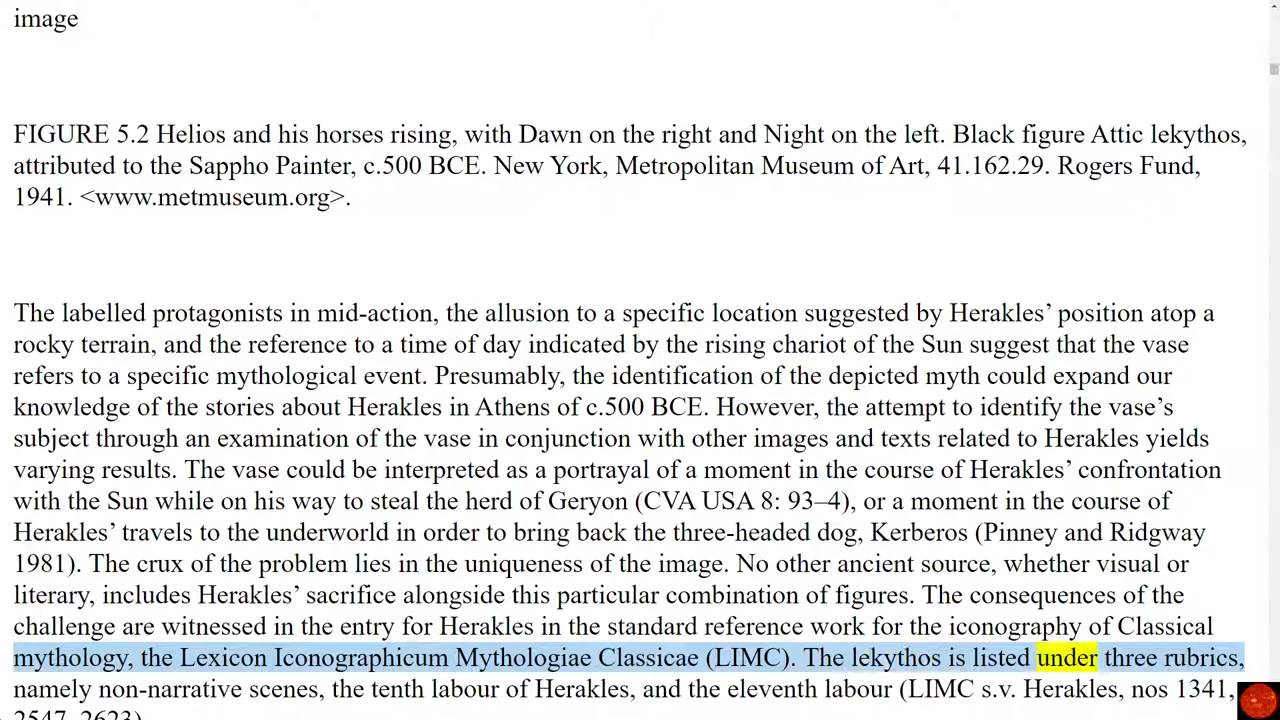 image
FIGURE 5.2 Helios and his horses rising, with Dawn on the right and Night on the left. Black figure Attic lekythos,
attributed to the Sappho Painter, c.500 BCE. New York, Metropolitan Museum of Art, 41.162.29. Rogers Fund,
1941. <www.metmuseum.org>.
The labelled protagonists in mid-action, the allusion to a specific location suggested by Herakles’ position atop a
rocky terrain, and the reference to a time of day indicated by the rising chariot of the Sun suggest that the vase
refers to a specific mythological event. Presumably, the identification of the depicted myth could expand our
knowledge of the stories about Herakles in Athens of c.500 BCE. However, the attempt to identify the vase’s
subject through an examination of the vase in conjunction with other images and texts related to Herakles yields
varying results. The vase could be interpreted as a portrayal of a moment in the course of Herakles’ confrontation
with the Sun while on his way to steal the herd of Geryon (CVA USA 8: 93–4), or a moment in the course of
Herakles’ travels to the underworld in order to bring back the three-headed dog, Kerberos (Pinney and Ridgway
1981). The crux of the problem lies in the uniqueness of the image. No other ancient source, whether visual or
literary, includes Herakles’ sacrifice alongside this particular combination of figures. The consequences of the
challenge are witnessed in the entry for Herakles in the standard reference work for the iconography of Classical
mythology, the Lexicon Iconographicum Mythologiae Classicae (LIMC). The lekythos is listed under three rubrics,
namely non-narrative scenes, the tenth labour of Herakles, and the eleventh labour (LIMC s.v. Herakles, nos 1341,
2547, 2623).